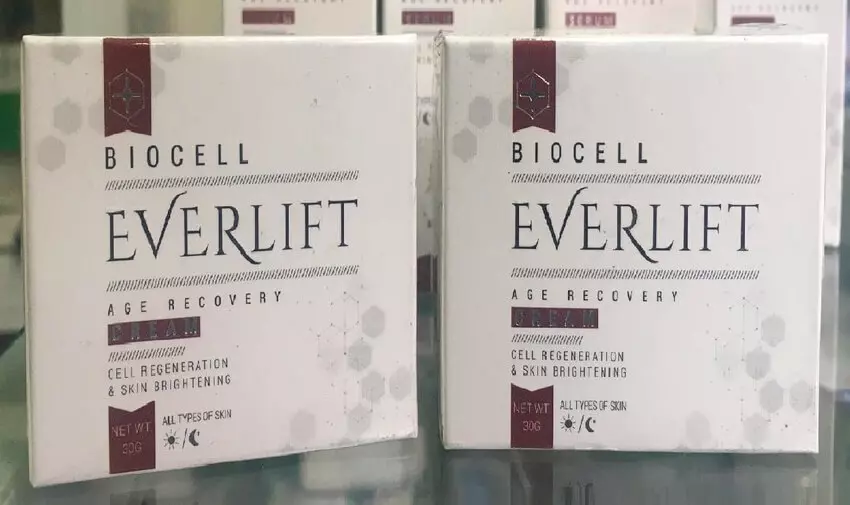 SERUM
BIOCELL
EVERLIFT
AGE RECOVERY
CREAM
CELL REGENERATION
& SKIN BRIGHTENING
NET WT.
30G
ALL TYPES OF SKIN
/
BIOCELL
EVERLIFT
AGE RECOVERY
CREAM
CELL REGENERATION
& SKIN BRIGHTENING
NET WT.
30G
ALL TYPES OF SKIN
/